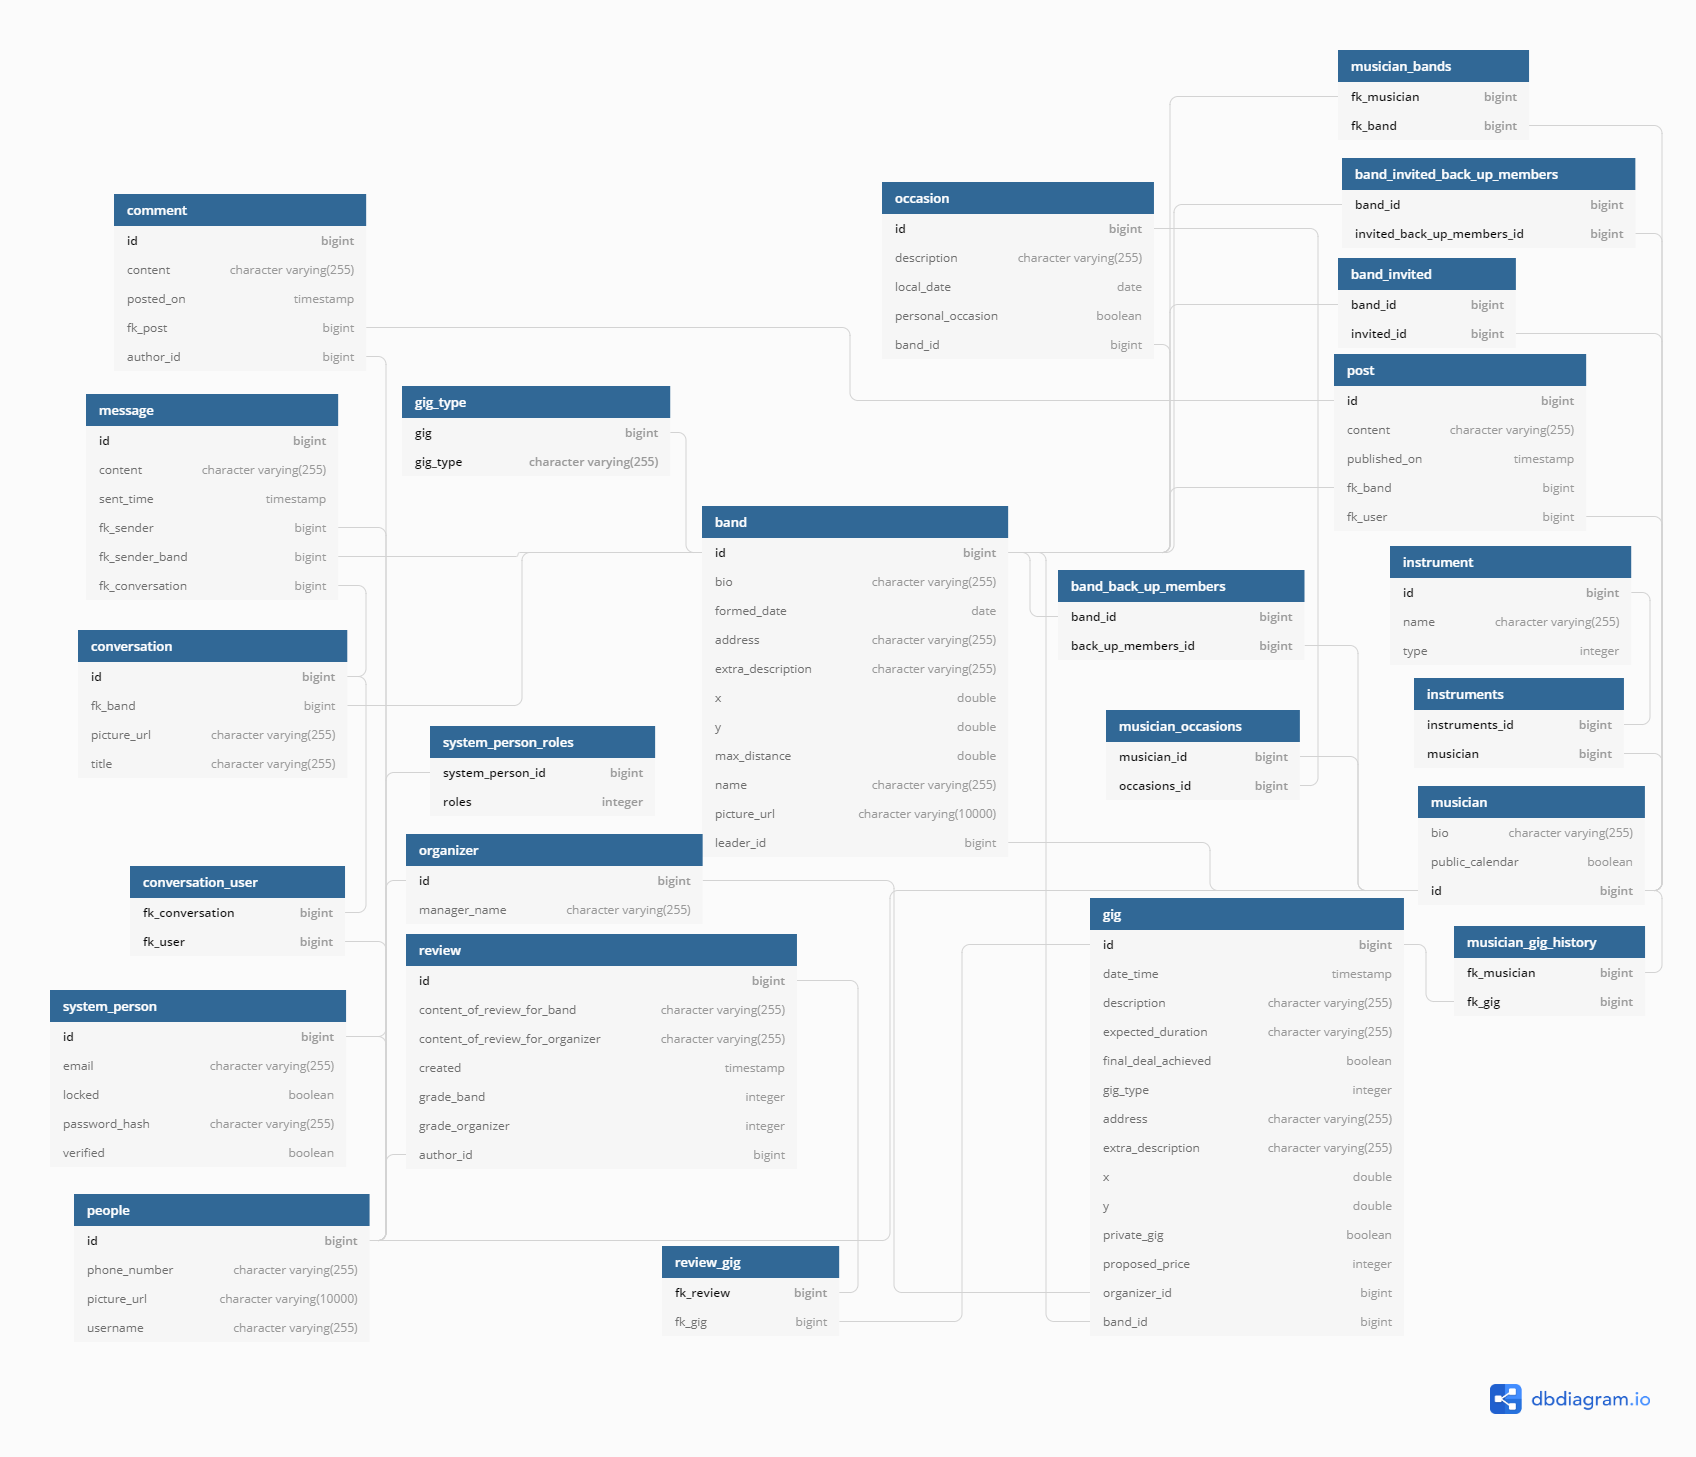 musician_bands
fk_musician bigint
fk_band bigint
band_invited_back_up_members
band_id bigint
invited_back_up_members_id bigint
band_invited
band_id bigint
invited_id bigint
occasion
id bigint
description character varying(255)
local_date date
personal_occasion boolean
band_id bigint
comment
id bigint
content character varying(255)
posted_on timestamp
fk_post bigint
author_id bigint
post
id bigint
content character varying(255)
published_on timestamp
fk_band bigint
fk_user bigint
message
id bigint
content character varying(255)
sent_time timestamp
fk_sender bigint
fk_sender_band bigint
fk_conversation bigint
gig_type
gig bigint
gig_type character varying(255)
band
id bigint
bio character varying(255)
formed_date date
address character varying(255)
extra_description character varying(255)
x double
y double
max_distance double
name character varying(255)
picture_url character varying(10000)
leader_id bigint
band_back_up_members
band_id bigint
back_up_members_id bigint
instrument
id bigint
name character varying(255)
type integer
instruments
instruments_id bigint
musician bigint
conversation
id bigint
fk_band bigint
picture_url character varying(255)
title character varying(255)
system_person_roles
system_person_id bigint
roles integer
musician_occasions
musician_id bigint
occasions_id bigint
musician
bio character varying(255)
public_calendar boolean
id bigint
organizer
id bigint
manager_name character varying(255)
conversation_user
fk_conversation bigint
fk_user bigint
review
id bigint
content_of_review_for_band character varying(255)
content_of_review_for_organizer character varying(255)
created timestamp
grade_band integer
grade_organizer integer
author_id bigint
gig
id bigint
date_time timestamp
description character varying(255)
expected_duration character varying(255)
final_deal_achieved boolean
gig_type integer
address character varying(255)
extra_description character varying(255)
x double
y double
private_gig boolean
proposed_price integer
organizer_id bigint
band_id bigint
musician_gig_history
fk_musician bigint
fk_gig bigint
system_person
id bigint
email character varying(255)
locked boolean
password_hash character varying(255)
verified boolean
people
id bigint
phone_number character varying(255)
picture_url character varying(10000)
username character varying(255)
review_gig
fk_review bigint
fk_gig bigint
dbdiagram.io